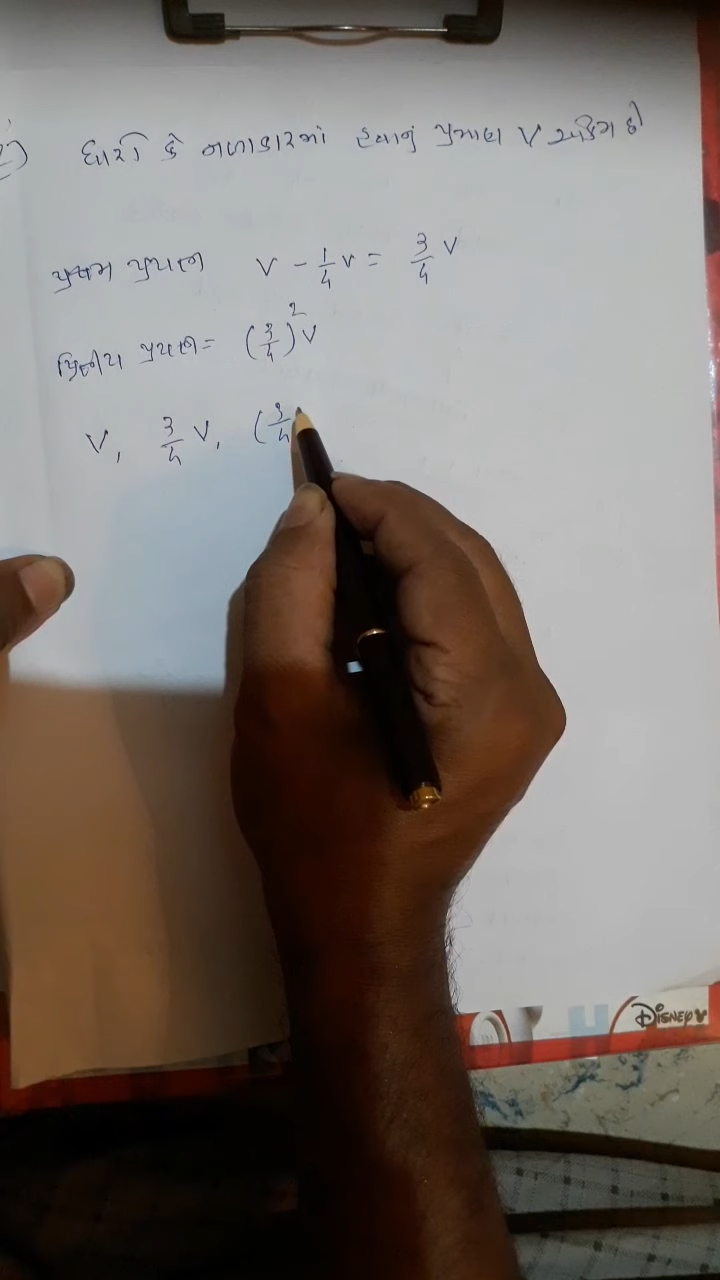 ધારો કે નળાકારમાં હવાનું પ્રમાણ V એકમ છે
પ્રથમ પ્રયાસે V - 1/4 V = 3/4 V
દ્વિતીય પ્રયાસે = (3/4)² V
V, 3/4 V, (3/4
DISNEY